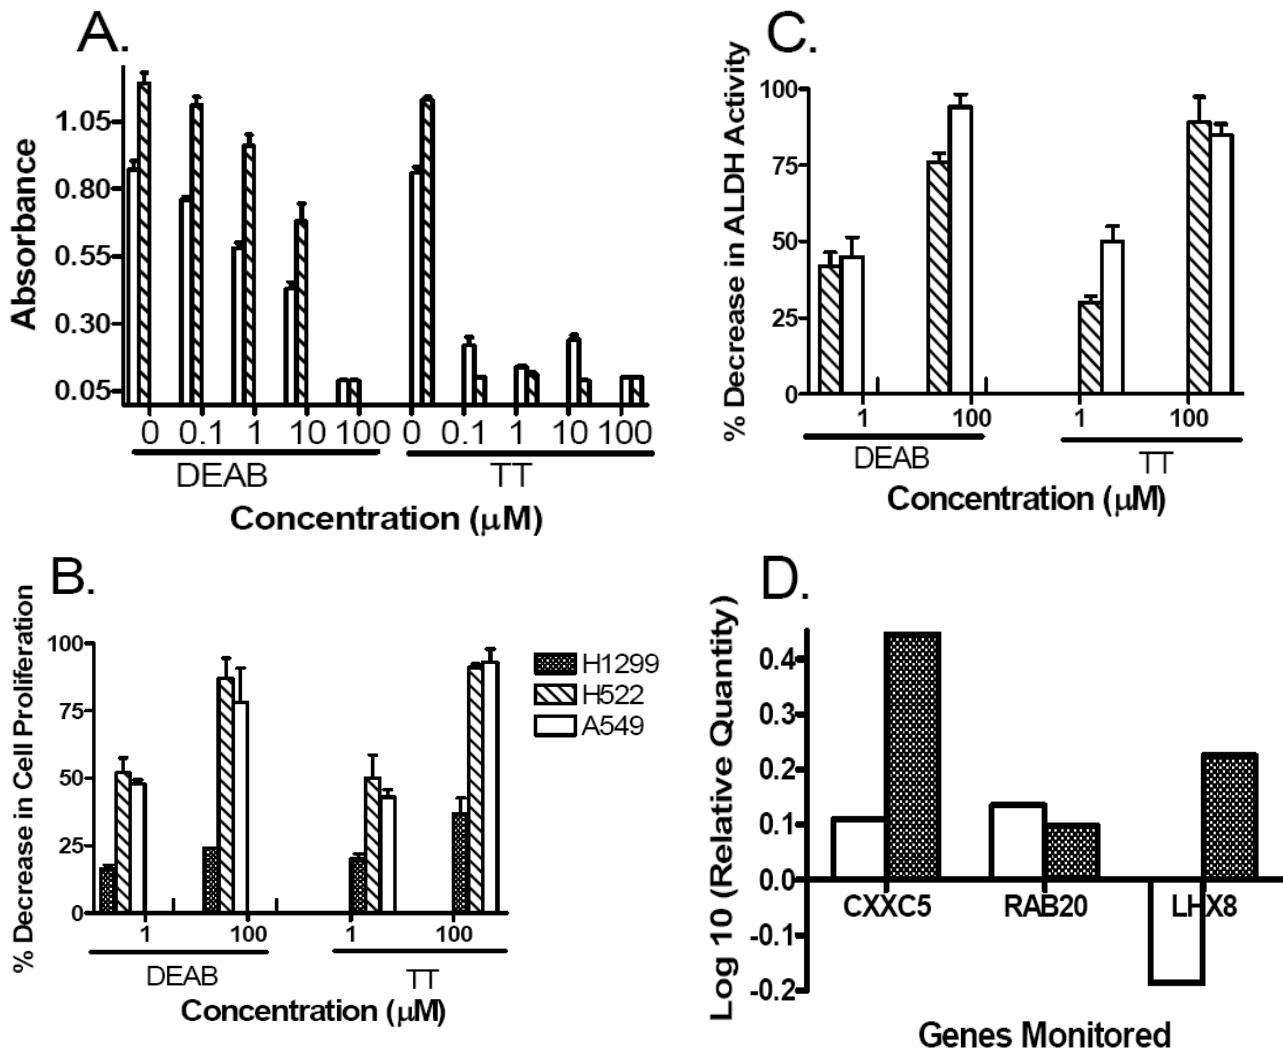 A.
Absorbance
1.05
0.80
0.55
0.30
0.05
0 0.1 1 10 100 0 0.1 1 10 100
DEAB TT
Concentration (μM)
C.
% Decrease in ALDH Activity
100
75
50
25
0
1 100 1 100
DEAB TT
Concentration (μM)
B.
% Decrease in Cell Proliferation
100
75
50
25
0
1 100 1 100
DEAB TT
Concentration (μM)
H1299
H522
A549
D.
Log 10 (Relative Quantity)
0.4
0.3
0.2
0.1
0.0
-0.1
-0.2
CXXC5 RAB20 LHX8
Genes Monitored